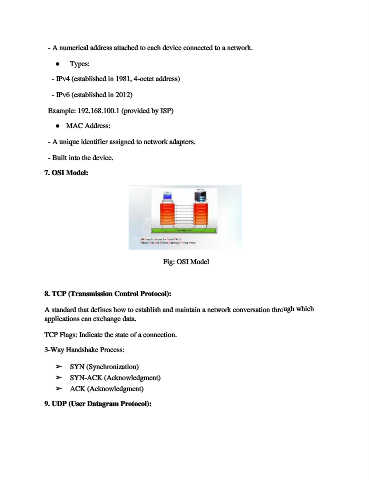 - A numerical address attached to each device connected to a network.
● Types:
- IPv4 (established in 1981, 4-octet address)
- IPv6 (established in 2012)
Example: 192.168.100.1 (provided by ISP)
● MAC Address:
- A unique identifier assigned to network adapters.
- Built into the device.
7. OSI Model:
Fig: OSI Model
8. TCP (Transmission Control Protocol):
A standard that defines how to establish and maintain a network conversation through which
applications can exchange data.
TCP Flags: Indicate the state of a connection.
3-Way Handshake Process:
➢ SYN (Synchronization)
➢ SYN-ACK (Acknowledgment)
➢ ACK (Acknowledgment)
9. UDP (User Datagram Protocol):